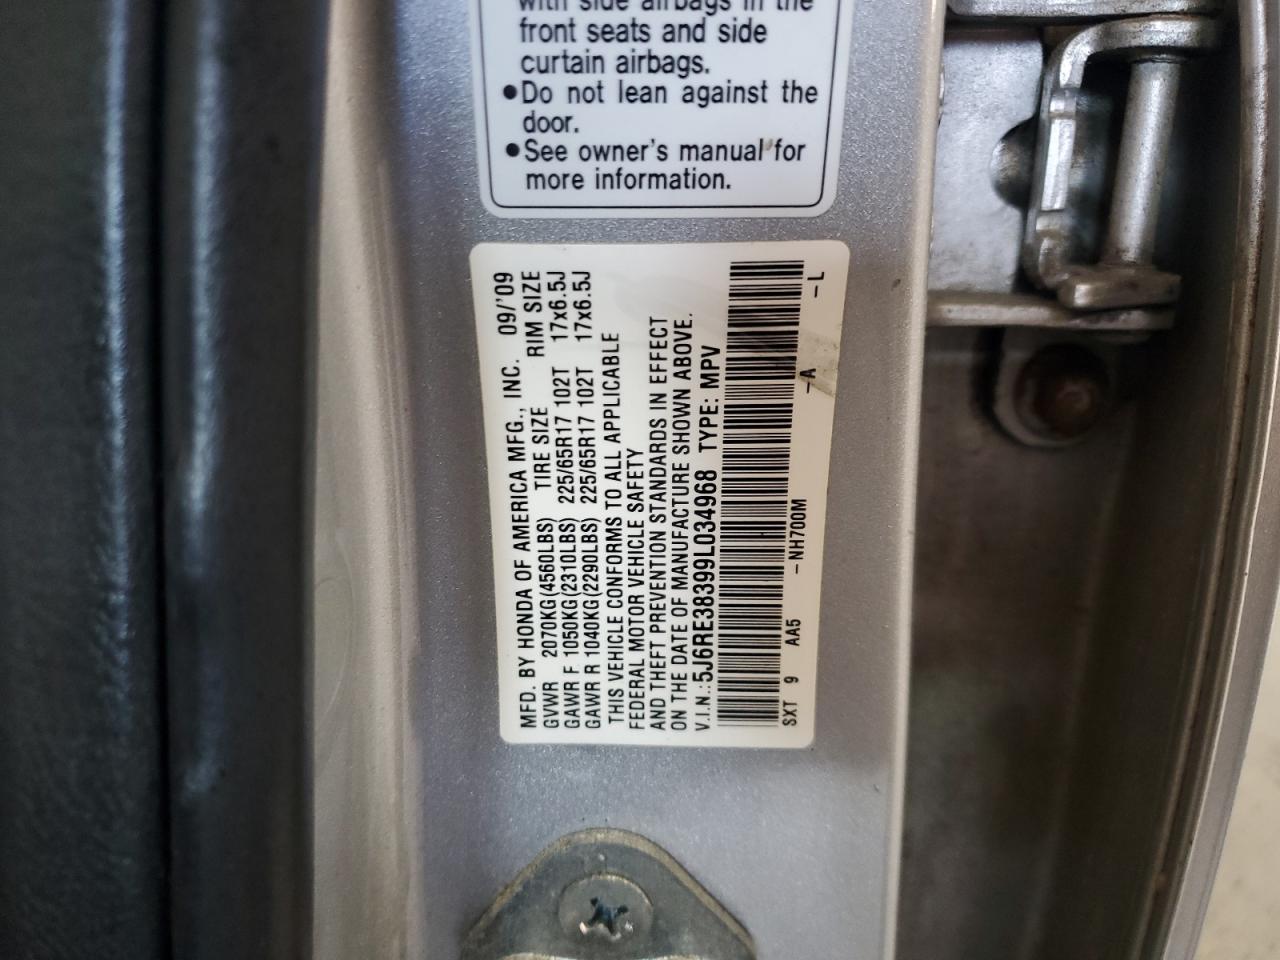 with side airbags in the
front seats and side
curtain airbags.
●Do not lean against the
door.
●See owner's manual for
more information.
MFD. BY HONDA OF AMERICA MFG., INC. 09/'09
GVWR 2070KG(4560LBS) TIRE SIZE RIM SIZE
GAWR F 1050KG(2310LBS) 225/65R17 102T 17x6.5J
GAWR R 1040KG(2290LBS) 225/65R17 102T 17x6.5J
THIS VEHICLE CONFORMS TO ALL APPLICABLE
FEDERAL MOTOR VEHICLE SAFETY
AND THEFT PREVENTION STANDARDS IN EFFECT
ON THE DATE OF MANUFACTURE SHOWN ABOVE.
V.I.N.:5J6RE38399L034968 TYPE: MPV
SXT 9 AA5 -NH700M -A -L